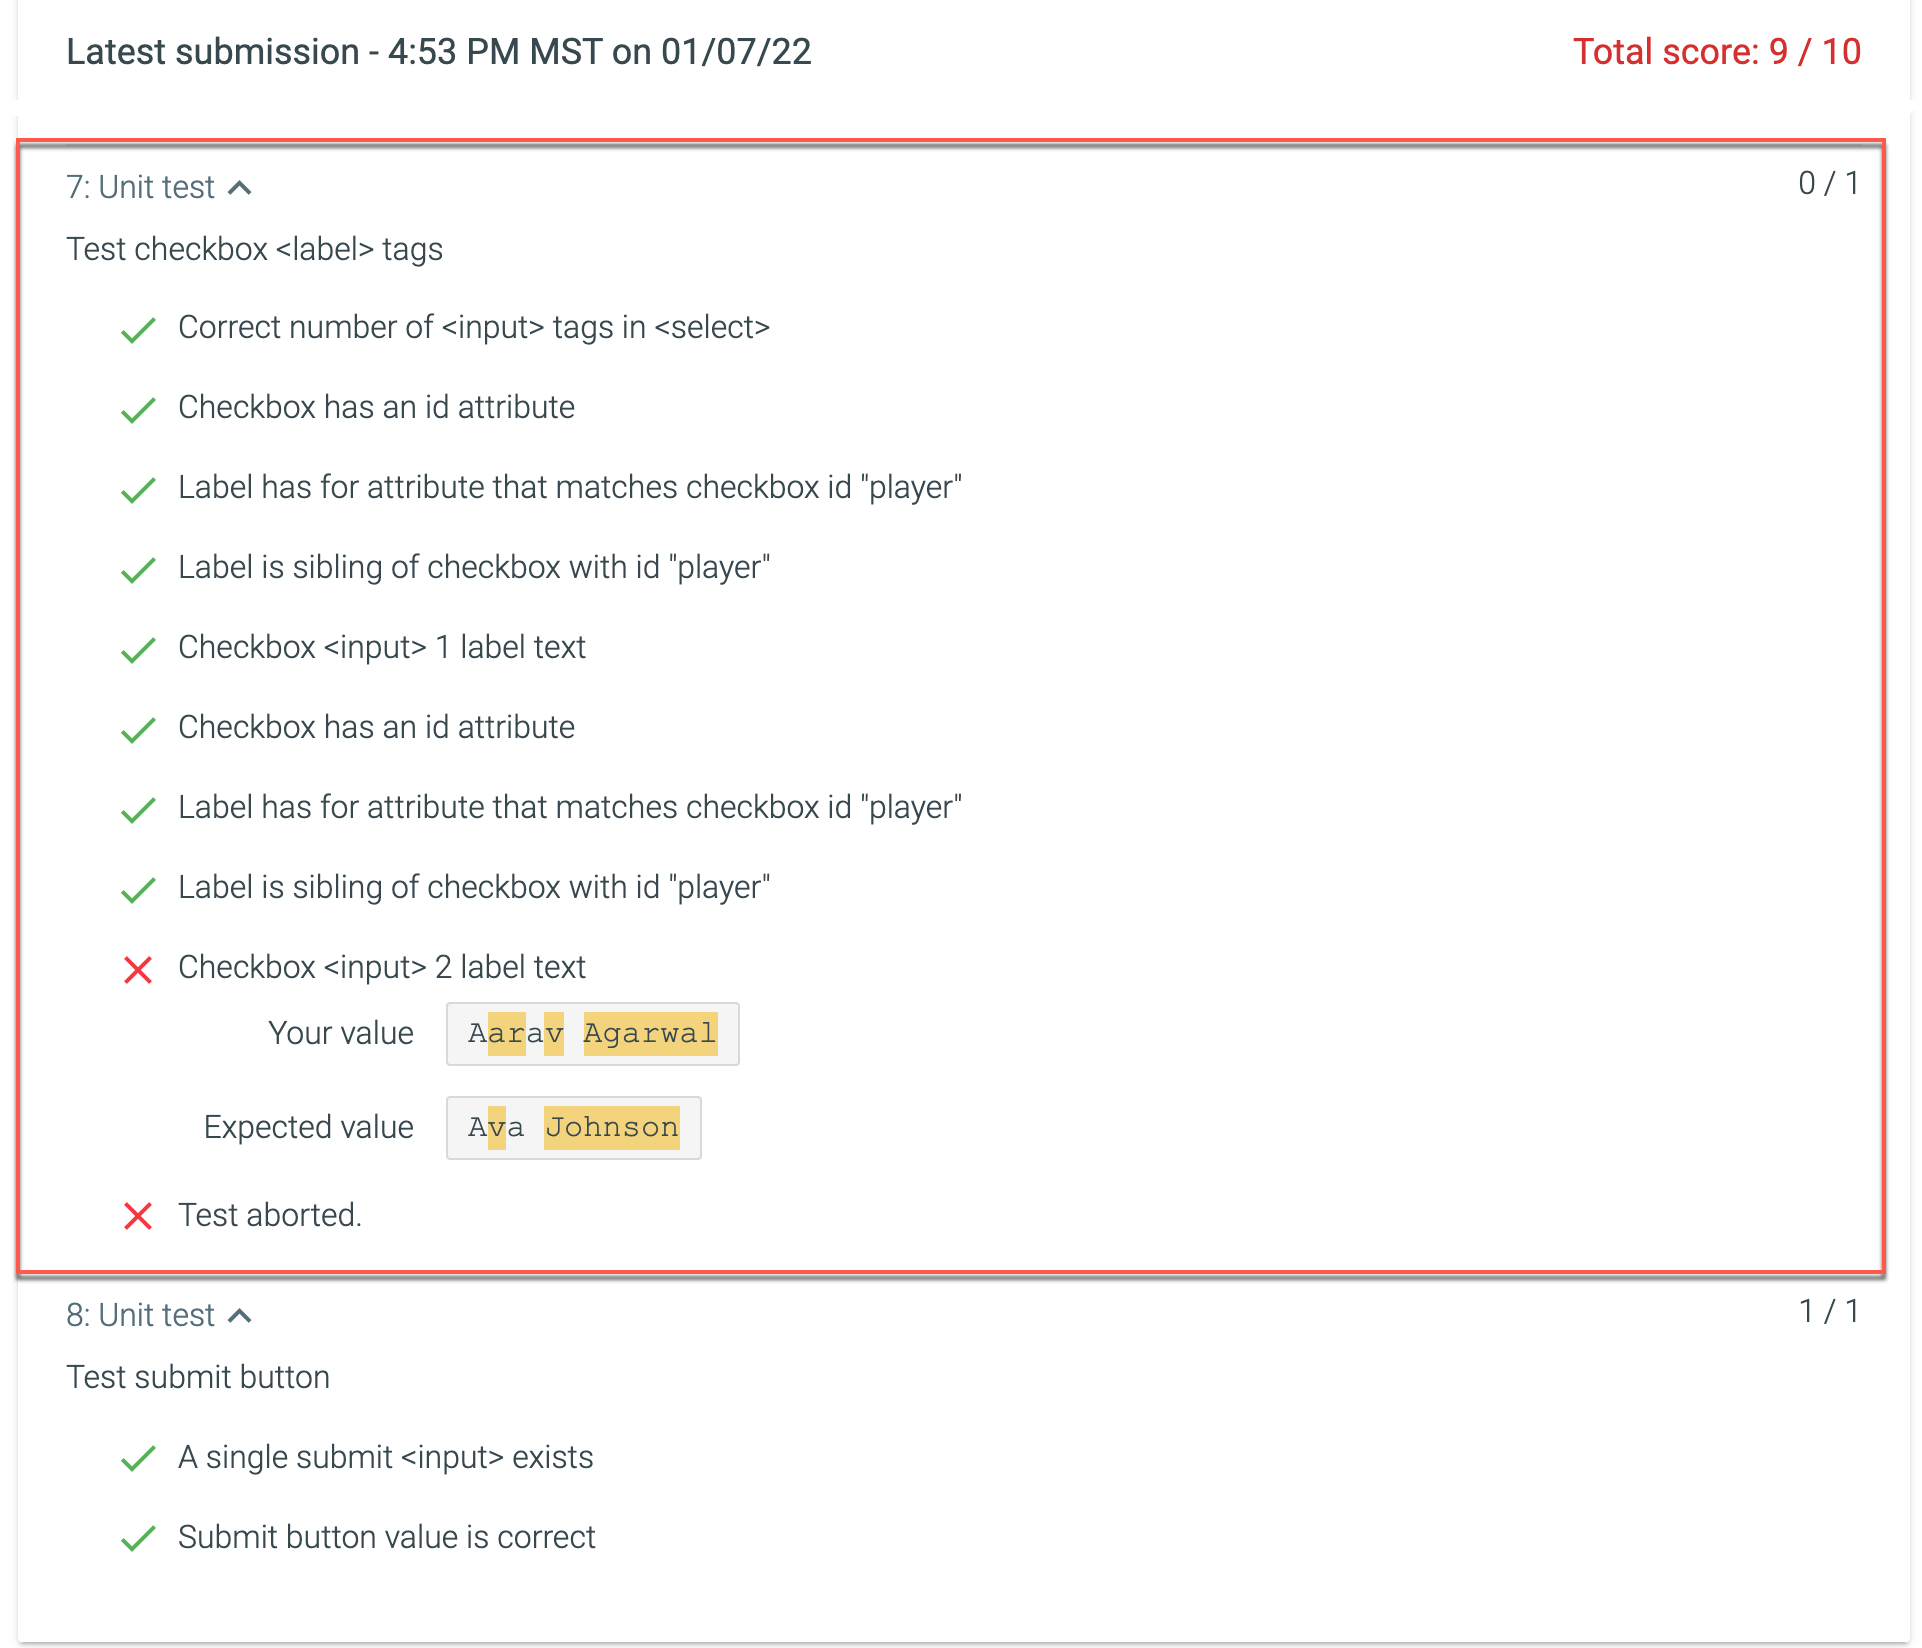 Latest submission - 4:53 PM MST on 01/07/22 Total score: 9 / 10
7: Unit test 0 / 1
Test checkbox <label> tags
Correct number of <input> tags in <select>
Checkbox has an id attribute
Label has for attribute that matches checkbox id "player"
Label is sibling of checkbox with id "player"
Checkbox <input> 1 label text
Checkbox has an id attribute
Label has for attribute that matches checkbox id "player"
Label is sibling of checkbox with id "player"
Checkbox <input> 2 label text
Your value Aarav Agarwal
Expected value Ava Johnson
Test aborted.
8: Unit test 1 / 1
Test submit button
A single submit <input> exists
Submit button value is correct